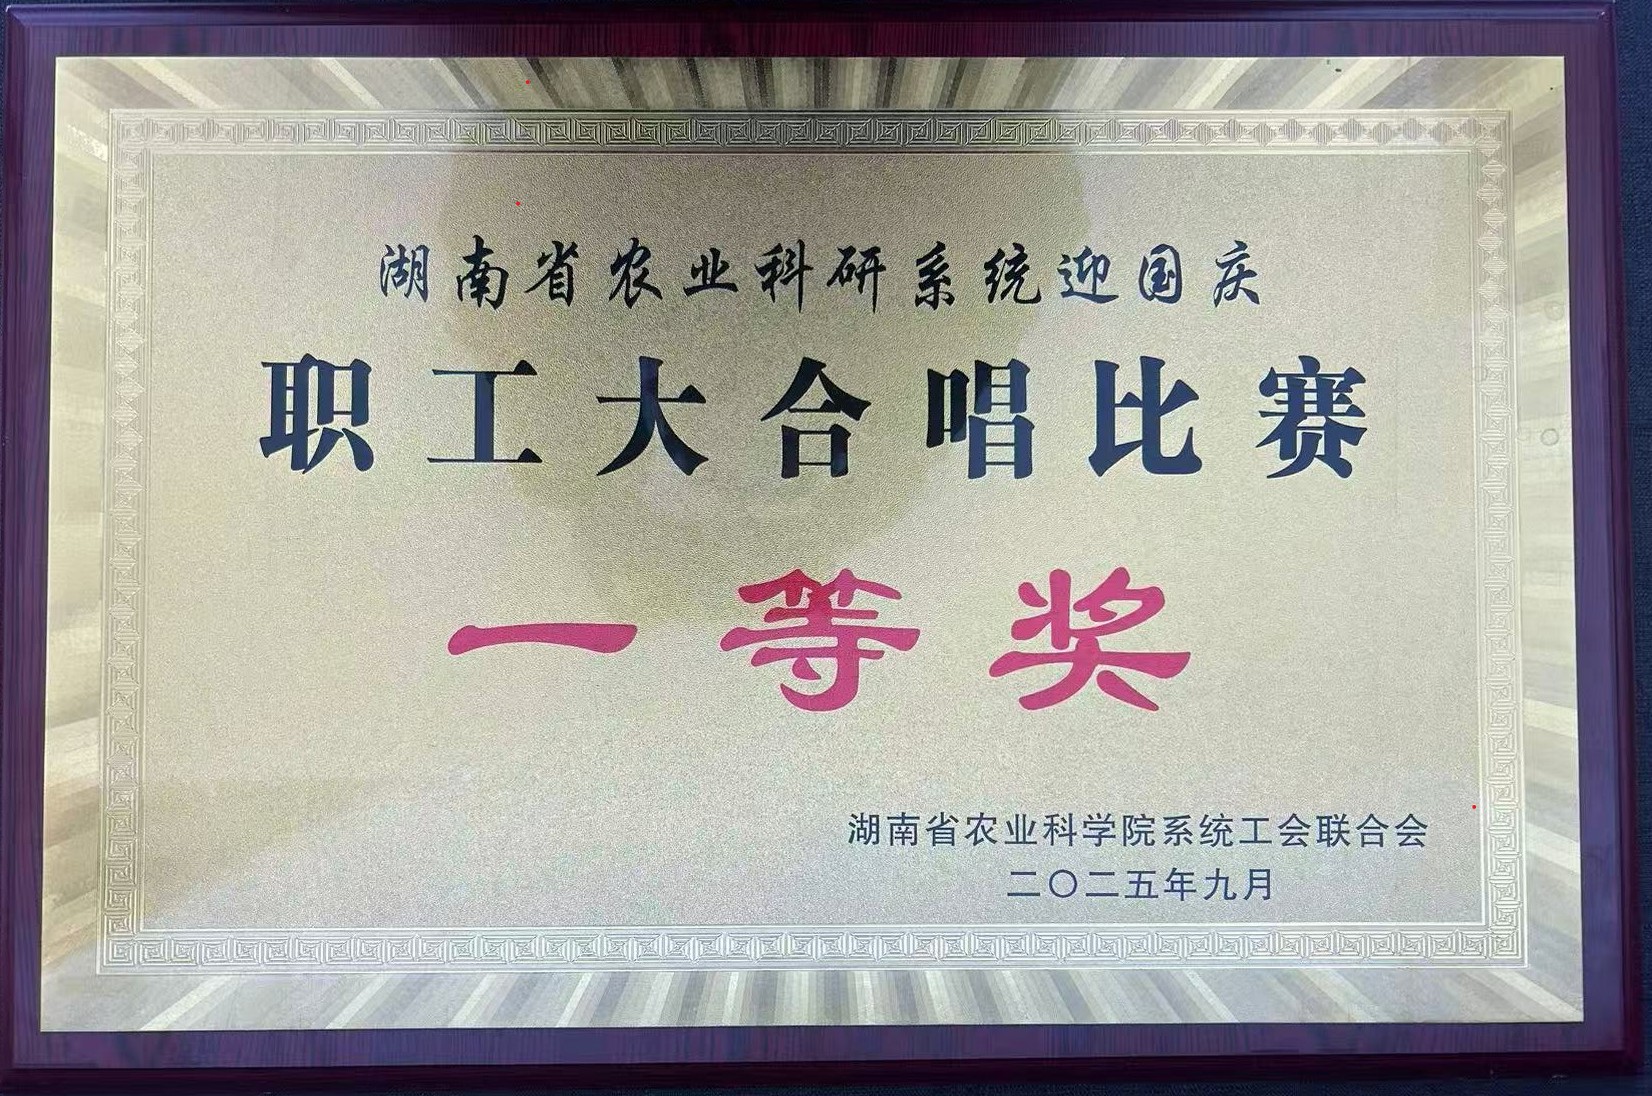 湖南省农业科研系统迎国庆
职工大合唱比赛
一等奖
湖南省农业科学院系统工会联合会
二〇二五年九月